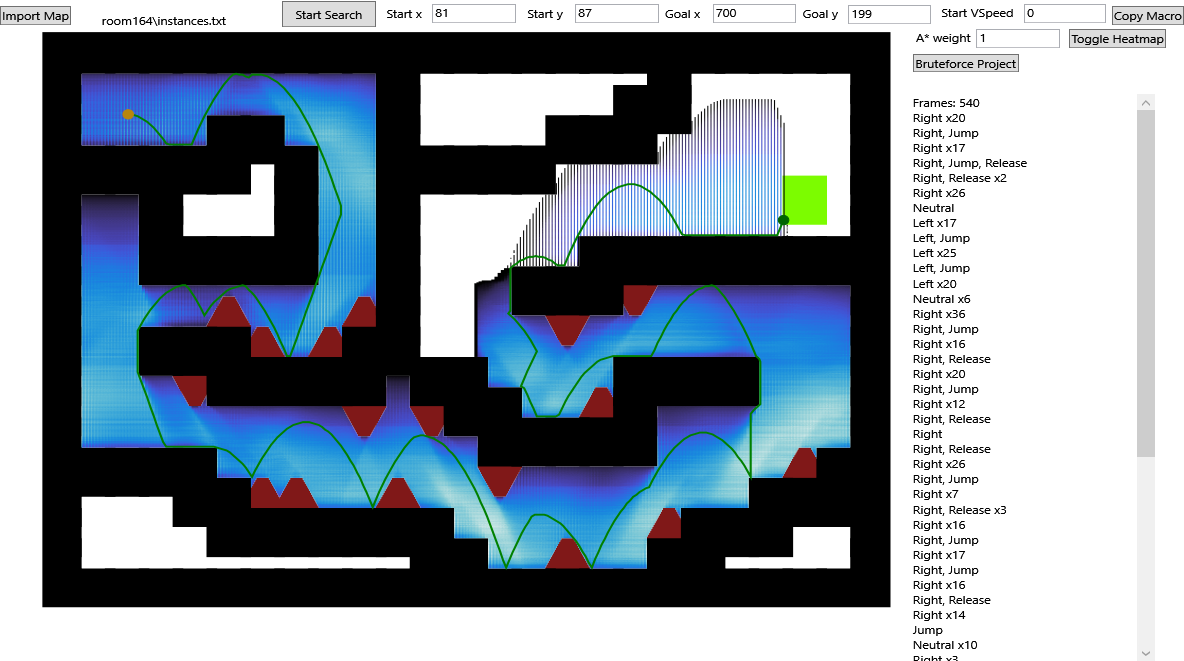 Import Map
room164\instances.txt
Start Search
Start x 81
Start y 87
Goal x 700
Goal y 199
Start VSpeed 0
Copy Macro
A* weight 1
Toggle Heatmap
Bruteforce Project
Frames: 540
Right x20
Right, Jump
Right x17
Right, Jump, Release
Right, Release x2
Right x26
Neutral
Left x17
Left, Jump
Left x25
Left, Jump
Left x20
Neutral x6
Right x36
Right, Jump
Right x16
Right, Release
Right x20
Right, Jump
Right x12
Right, Release
Right
Right, Release
Right x26
Right, Jump
Right x7
Right, Release x3
Right x16
Right, Jump
Right x17
Right, Jump
Right x16
Right, Release
Right x14
Jump
Neutral x10
Right x3